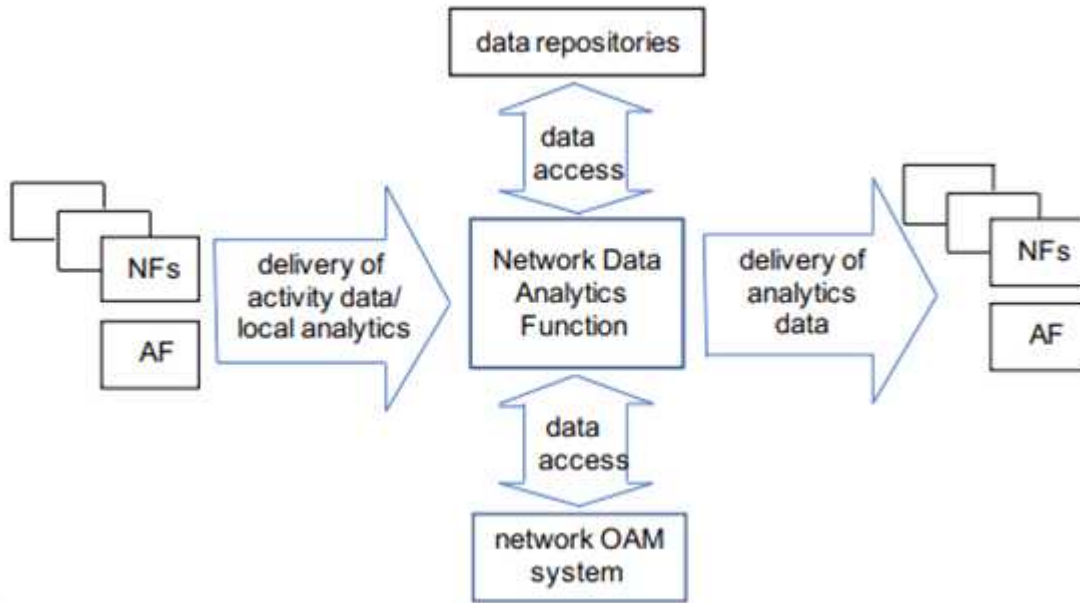 data repositories
data
access
NFs
AF
delivery of
activity data/
local analytics
Network Data
Analytics
Function
delivery of
analytics
data
NFs
AF
data
access
network OAM
system